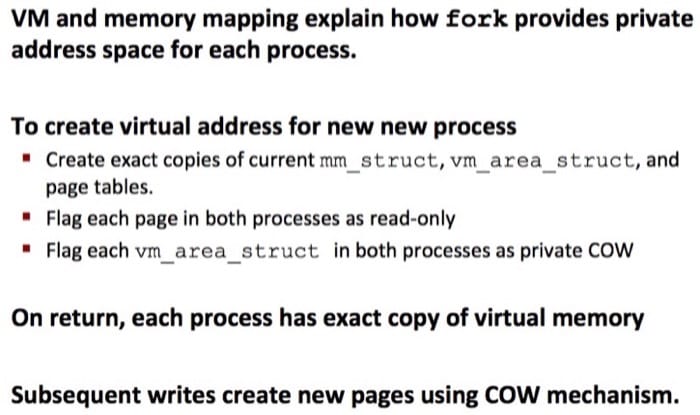 VM and memory mapping explain how fork provides private
address space for each process.
To create virtual address for new new process
▪ Create exact copies of current mm_struct, vm_area_struct, and
page tables.
▪ Flag each page in both processes as read-only
▪ Flag each vm_area_struct in both processes as private COW
On return, each process has exact copy of virtual memory
Subsequent writes create new pages using COW mechanism.